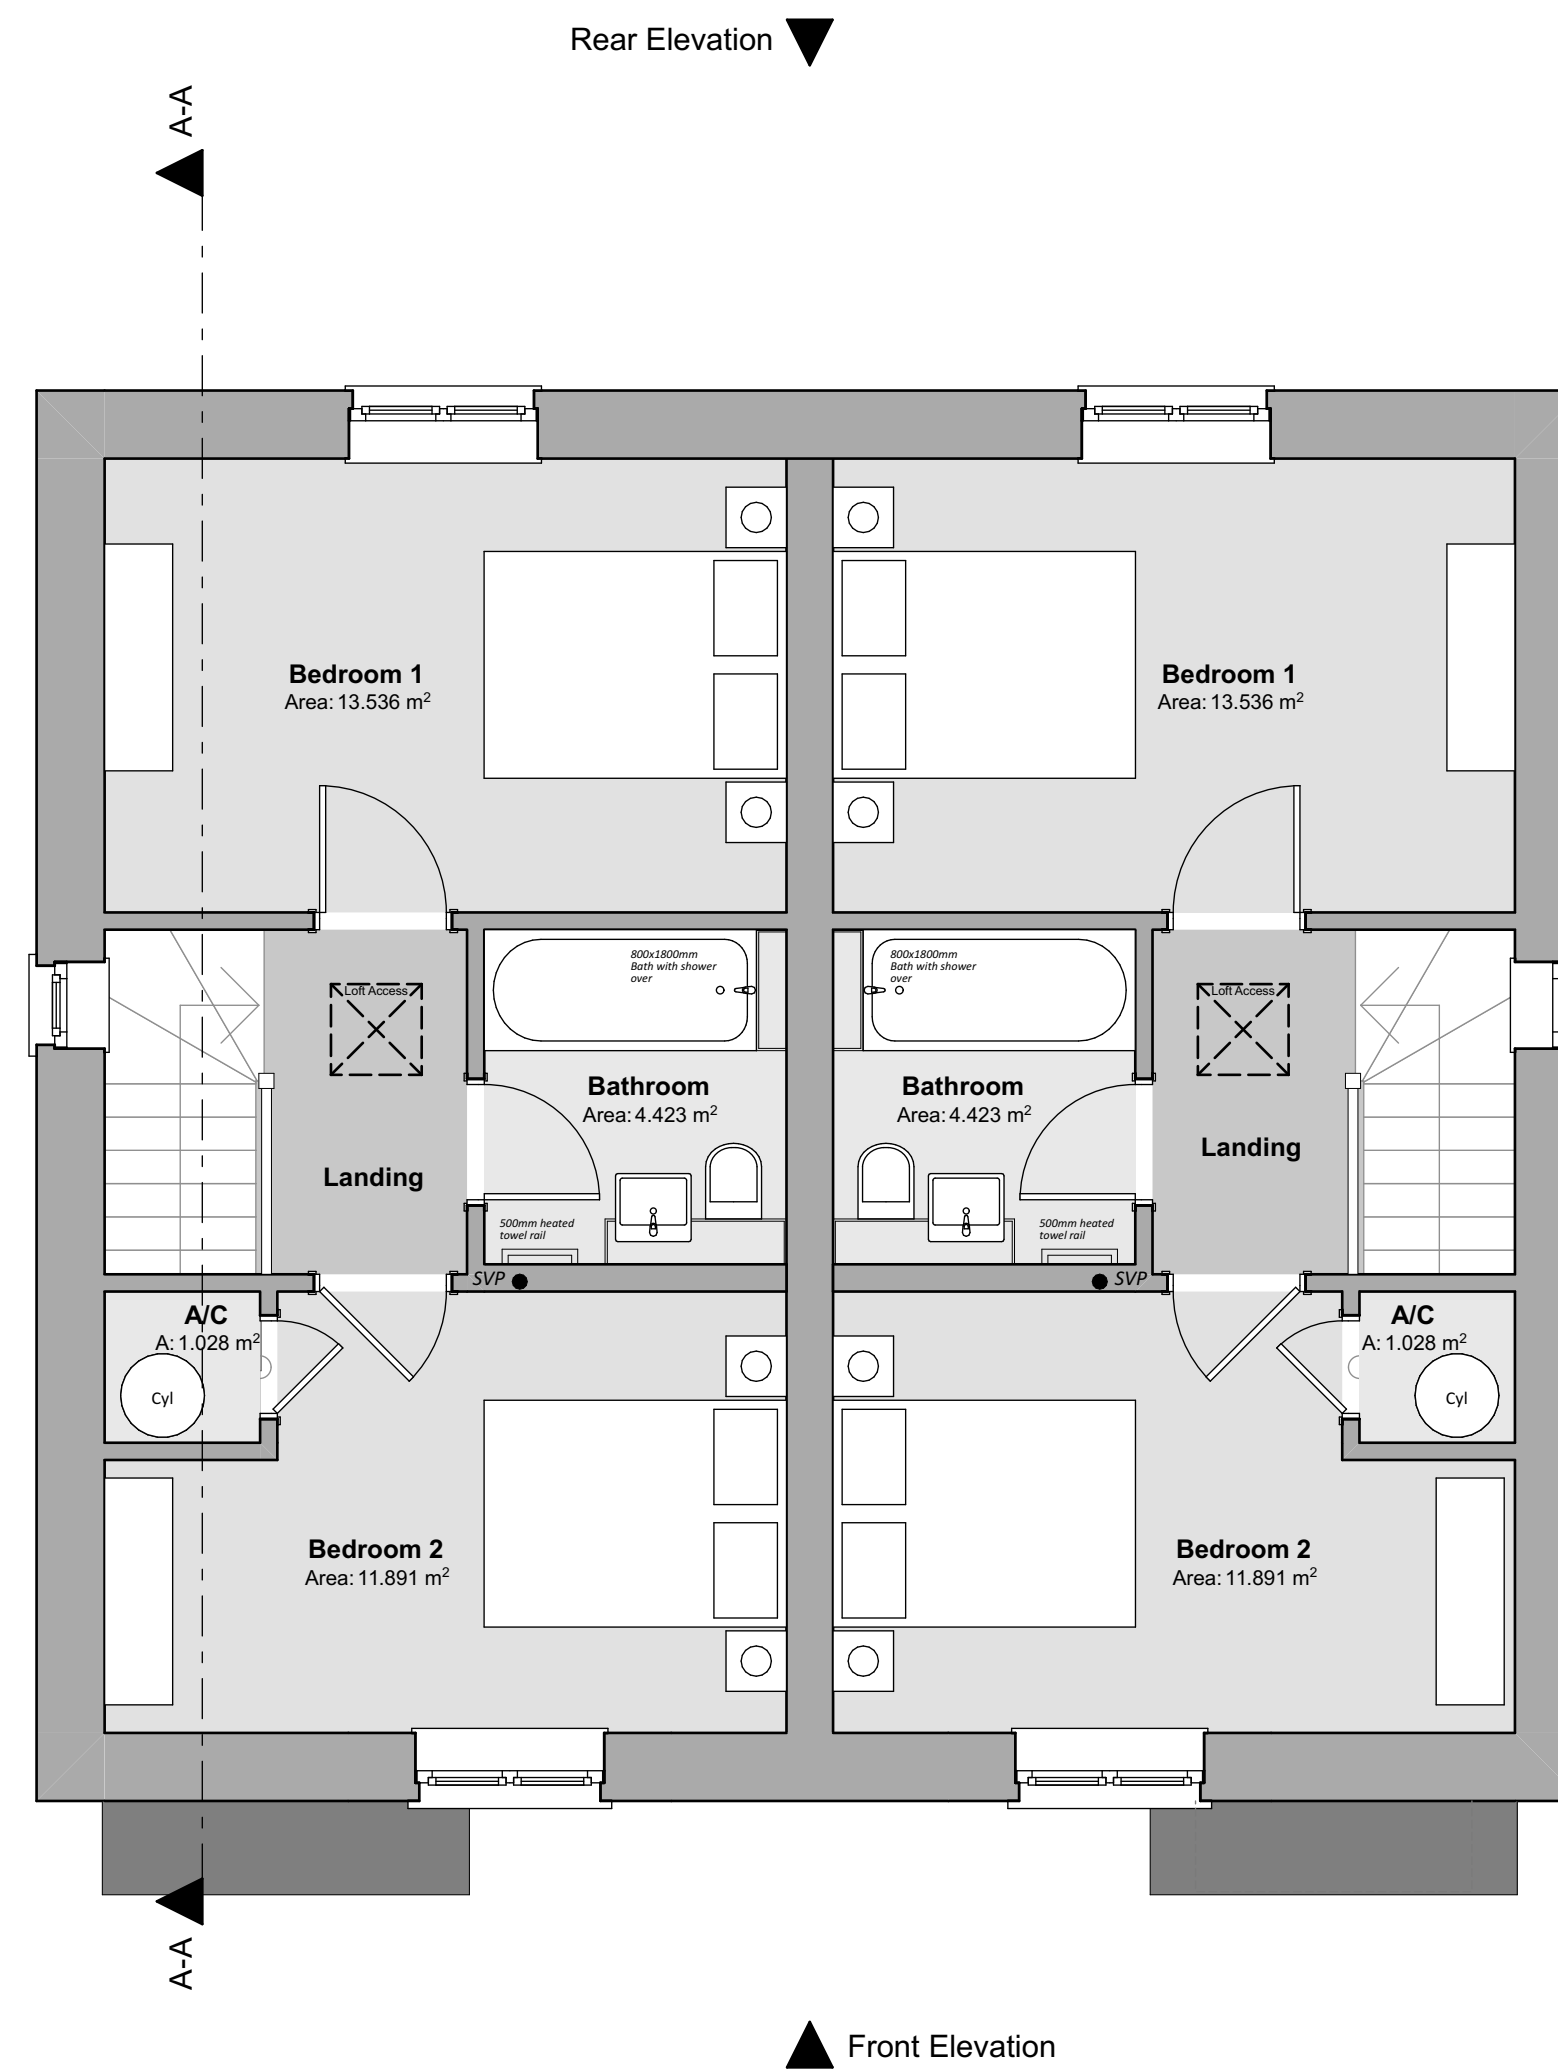 Rear Elevation
A-A
Bedroom 1
Area: 13.536 m²
Bedroom 1
Area: 13.536 m²
800x1800mm
Bath with shower
over
800x1800mm
Bath with shower
over
Loft Access
Loft Access
Bathroom
Area: 4.423 m²
Bathroom
Area: 4.423 m²
Landing
Landing
500mm heated
towel rail
500mm heated
towel rail
SVP
SVP
A/C
A: 1.028 m²
A/C
A: 1.028 m²
Cyl
Cyl
Bedroom 2
Area: 11.891 m²
Bedroom 2
Area: 11.891 m²
A-A
Front Elevation